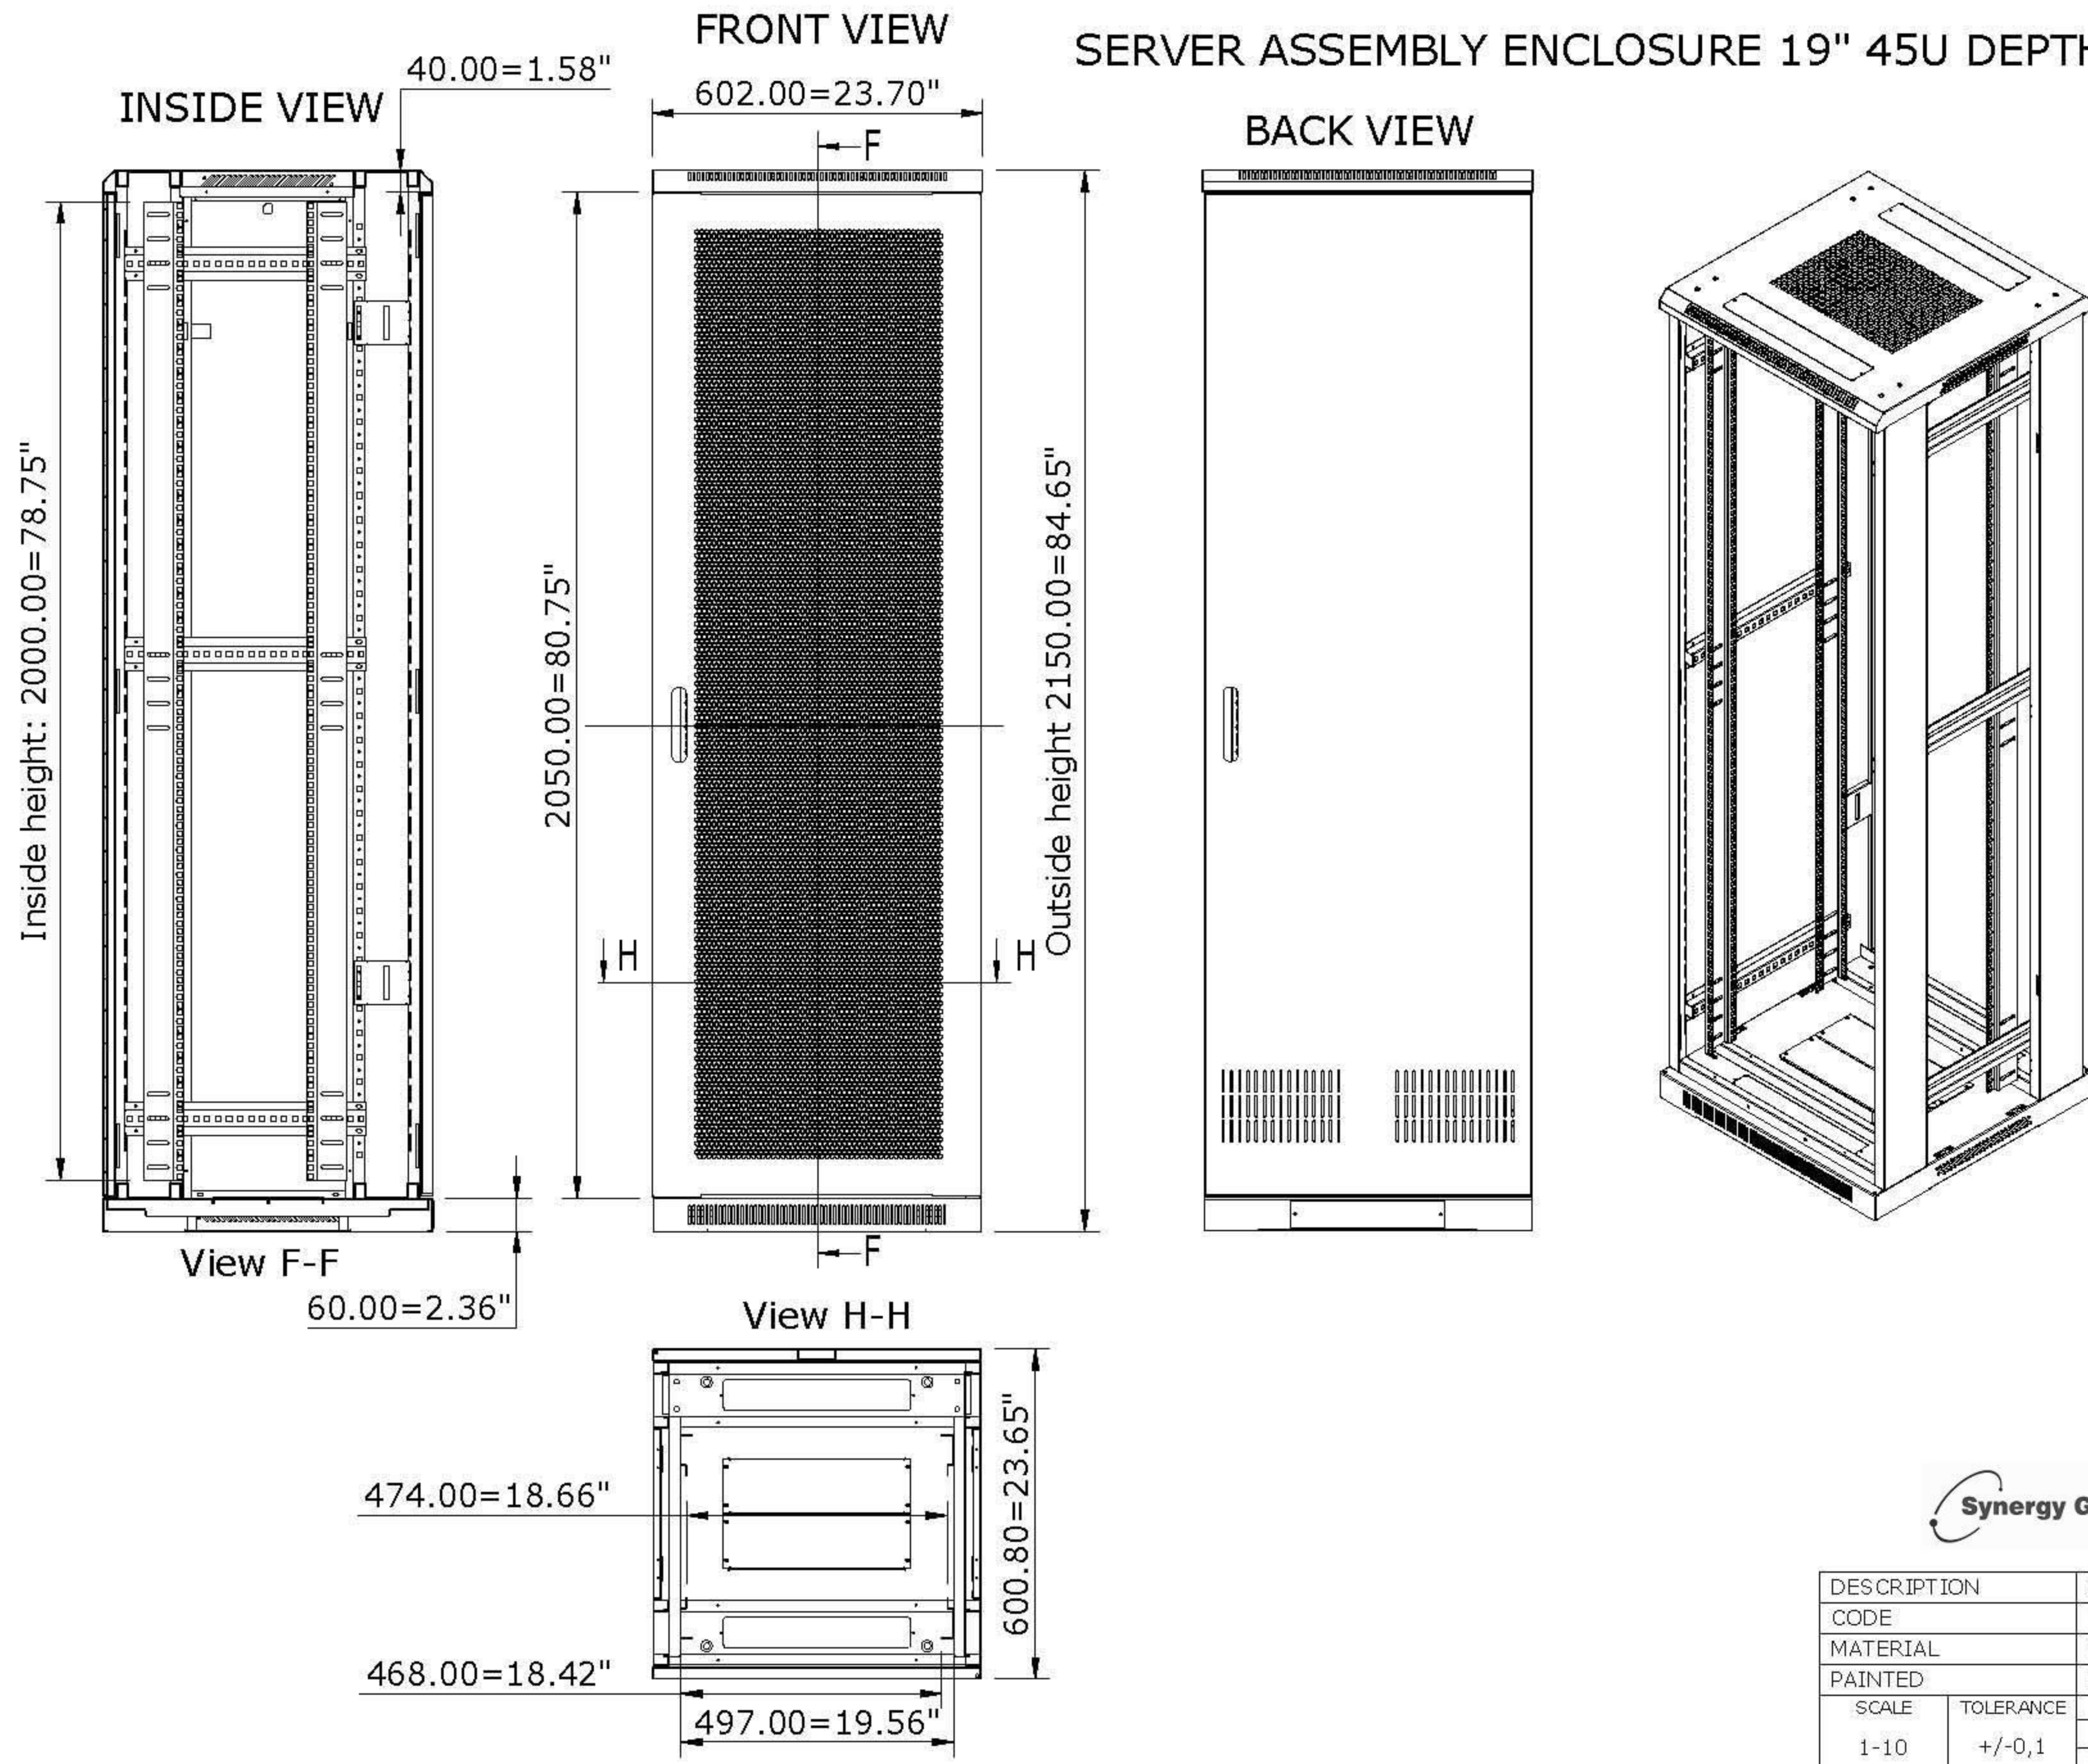 FRONT VIEW
SERVER ASSEMBLY ENCLOSURE 19" 45U DEPTH
40.00=1.58"
602.00=23.70"
INSIDE VIEW
BACK VIEW
F
Inside height: 2000.00=78.75"
2050.00=80.75"
Outside height 2150.00=84.65"
H
H
F
View F-F
60.00=2.36"
View H-H
474.00=18.66"
600.80=23.65"
468.00=18.42"
497.00=19.56"
Synergy G
DESCRIPTION
CODE
MATERIAL
PAINTED
SCALE TOLERANCE
1-10 +/-0,1